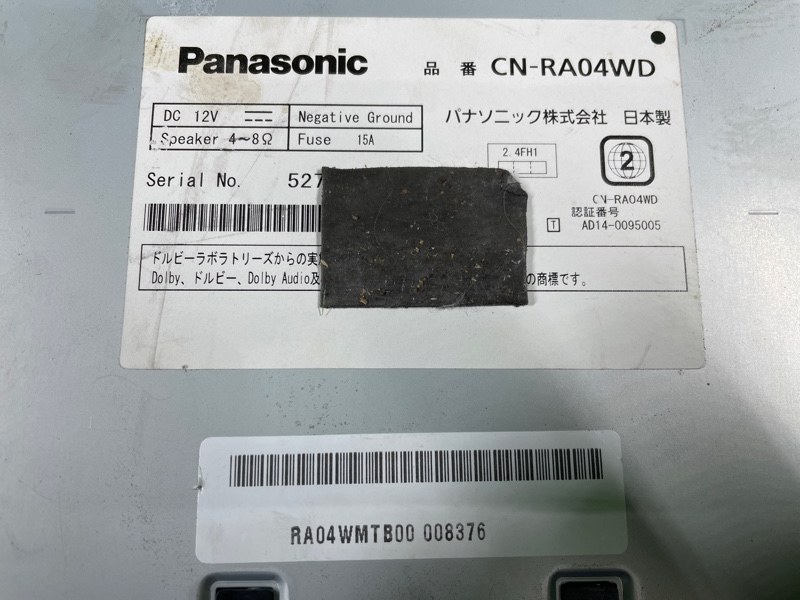 Panasonic 品番 CN-RA04WD
DC 12V Negative Ground
Speaker 4～8Ω Fuse 15A
パナソニック株式会社 日本製
2.4FH1
2
Serial No. 527
CN-RA04WD
認証番号
T AD14-0095005
ドルビーラボラトリーズからの実
Dolby、ドルビー、Dolby Audio及 の商標です。
RA04WMTB00 008376